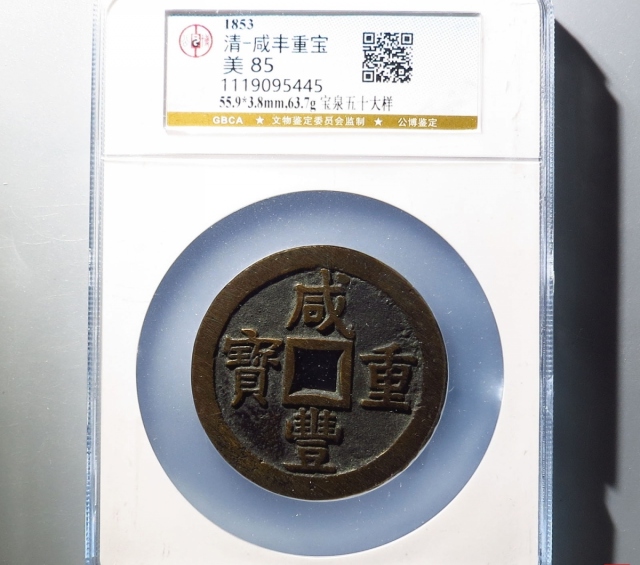 1853
清-咸丰重宝
美 85
1119095445
55.9*3.8mm,63.7g 宝泉五十大样
GBCA ★ 文物鉴定委员会监制 ★ 公博鉴定
咸
寶 重
豐